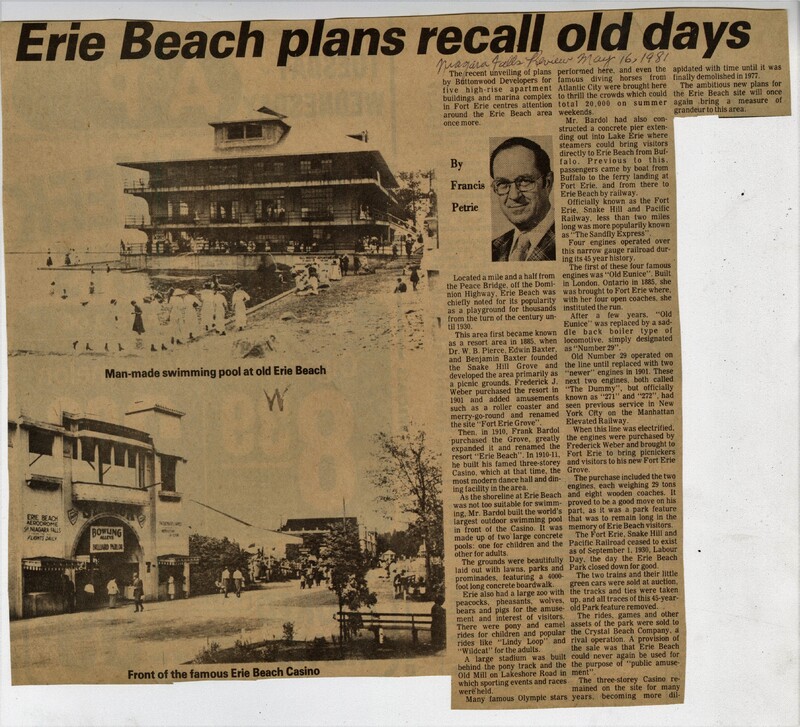 Erie Beach plans recall old days
Niagara Falls Review May 16, 1981
The recent unveiling of plans
by Buttonwood Developers for
five high-rise apartment
buildings and marina complex
in Fort Erie centres attention
around the Erie Beach area
once more.
By
Francis
Petrie
Located a mile and a half from
the Peace Bridge, off the Domi-
nion Highway, Erie Beach was
chiefly noted for its popularity
as a playground for thousands
from the turn of the century un-
til 1930.
This area first became known
as a resort area in 1885, when
Dr. W. B. Pierce, Edwin Baxter,
and Benjamin Baxter founded
the Snake Hill Grove and
developed the area primarily as
a picnic grounds. Frederick J.
Weber purchased the resort in
1901 and added amusements
such as a roller coaster and
merry-go-round and renamed
the site "Fort Erie Grove".
Then, in 1910, Frank Bardol
purchased the Grove, greatly
expanded it and renamed the
resort "Erie Beach". In 1910-11,
he built his famed three-storey
Casino, which at that time, the
most modern dance hall and din-
ing facility in the area.
As the shoreline at Erie Beach
was not too suitable for swimm-
ing, Mr. Bardol built the world's
largest outdoor swimming pool
in front of the Casino. It was
made up of two large concrete
pools: one for children and the
other for adults.
The grounds were beautifully
laid out with lawns, parks and
prominades, featuring a 4000-
foot long concrete boardwalk.
Erie also had a large zoo with
peacocks, pheasants, wolves,
bears and pigs for the amuse-
ment and interest of visitors.
There were pony and camel
rides for children and popular
rides like "Lindy Loop" and
"Wildcat" for the adults.
A large stadium was built
behind the pony track and the
Old Mill on Lakeshore Road in
which sporting events and races
were held.
Many famous Olympic stars
performed here, and even the
famous diving horses from
Atlantic City were brought here
to thrill the crowds which could
total 20,000 on summer
weekends.
Mr. Bardol had also con-
structed a concrete pier exten-
ding out into Lake Erie where
steamers could bring visitors
directly to Erie Beach from Buf-
falo. Previous to this,
passengers came by boat from
Buffalo to the ferry landing at
Fort Erie, and from there to
Erie Beach by railway.
Officially known as the Fort
Erie, Snake Hill and Pacific
Railway, less than two miles
long was more popularily known
as "The Sandfly Express".
Four engines operated over
this narrow gauge railroad dur-
ing its 45 year history.
The first of these four famous
engines was "Old Eunice". Built
in London, Ontario in 1885, she
was brought to Fort Erie where,
with her four open coaches, she
instituted the run.
After a few years, "Old
Eunice" was replaced by a sad-
dle back boiler type of
locomotive, simply designated
as "Number 29".
Old Number 29 operated on
the line until replaced with two
"newer" engines in 1901. These
next two engines, both called
"The Dummy", but officially
known as "271" and "272", had
seen previous service in New
York City on the Manhattan
Elevated Railway.
When this line was electrified,
the engines were purchased by
Frederick Weber and brought to
Fort Erie to bring picnickers
and visitors to his new Fort Erie
Grove.
The purchase included the two
engines, each weighing 29 tons
and eight wooden coaches. It
proved to be a good move on his
part, as it was a park feature
that was to remain long in the
memory of Erie Beach visitors.
The Fort Erie, Snake Hill and
Pacific Railroad ceased to exist
as of September 1, 1930, Labour
Day, the day the Erie Beach
Park closed down for good.
The two trains and their little
green cars were sold at auction,
the tracks and ties were taken
up, and all traces of this 45-year-
old Park feature removed.
The rides, games and other
assets of the park were sold to
the Crystal Beach Company, a
rival operation. A provision of
the sale was that Erie Beach
could never again be used for
the purpose of "public amuse-
ment".
The three-storey Casino re-
mained on the site for many
years, becoming more dil-
apidated with time until it was
finally demolished in 1977.
The ambitious new plans for
the Erie Beach site will once
again bring a measure of
grandeur to this area.
Man-made swimming pool at old Erie Beach
W
ERIE BEACH
AERODROME
NIAGARA FALLS
FLIGHTS DAILY
BOWLING
ALLEYS
BILLIARD PARLOR
Front of the famous Erie Beach Casino